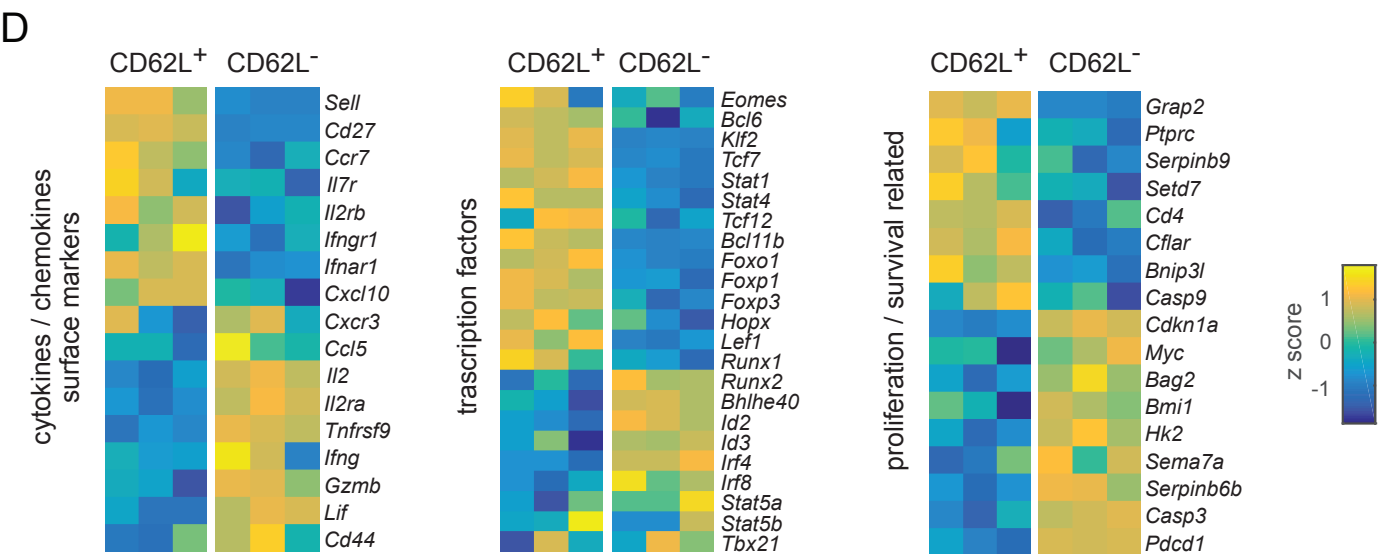 D
CD62L+ CD62L-
cytokines / chemokines
surface markers
Sell
Cd27
Ccr7
Il7r
Il2rb
Ifngr1
Ifnar1
Cxcl10
Cxcr3
Ccl5
Il2
Il2ra
Tnfrsf9
Ifng
Gzmb
Lif
Cd44
CD62L+ CD62L-
trascription factors
Eomes
Bcl6
Klf2
Tcf7
Stat1
Stat4
Tcf12
Bcl11b
Foxo1
Foxp1
Foxp3
Hopx
Lef1
Runx1
Runx2
Bhlhe40
Id2
Id3
Irf4
Irf8
Stat5a
Stat5b
Tbx21
CD62L+ CD62L-
proliferation / survival related
Grap2
Ptprc
Serpinb9
Setd7
Cd4
Cflar
Bnip3l
Casp9
Cdkn1a
Myc
Bag2
Bmi1
Hk2
Sema7a
Serpinb6b
Casp3
Pdcd1
z score
1
0
-1